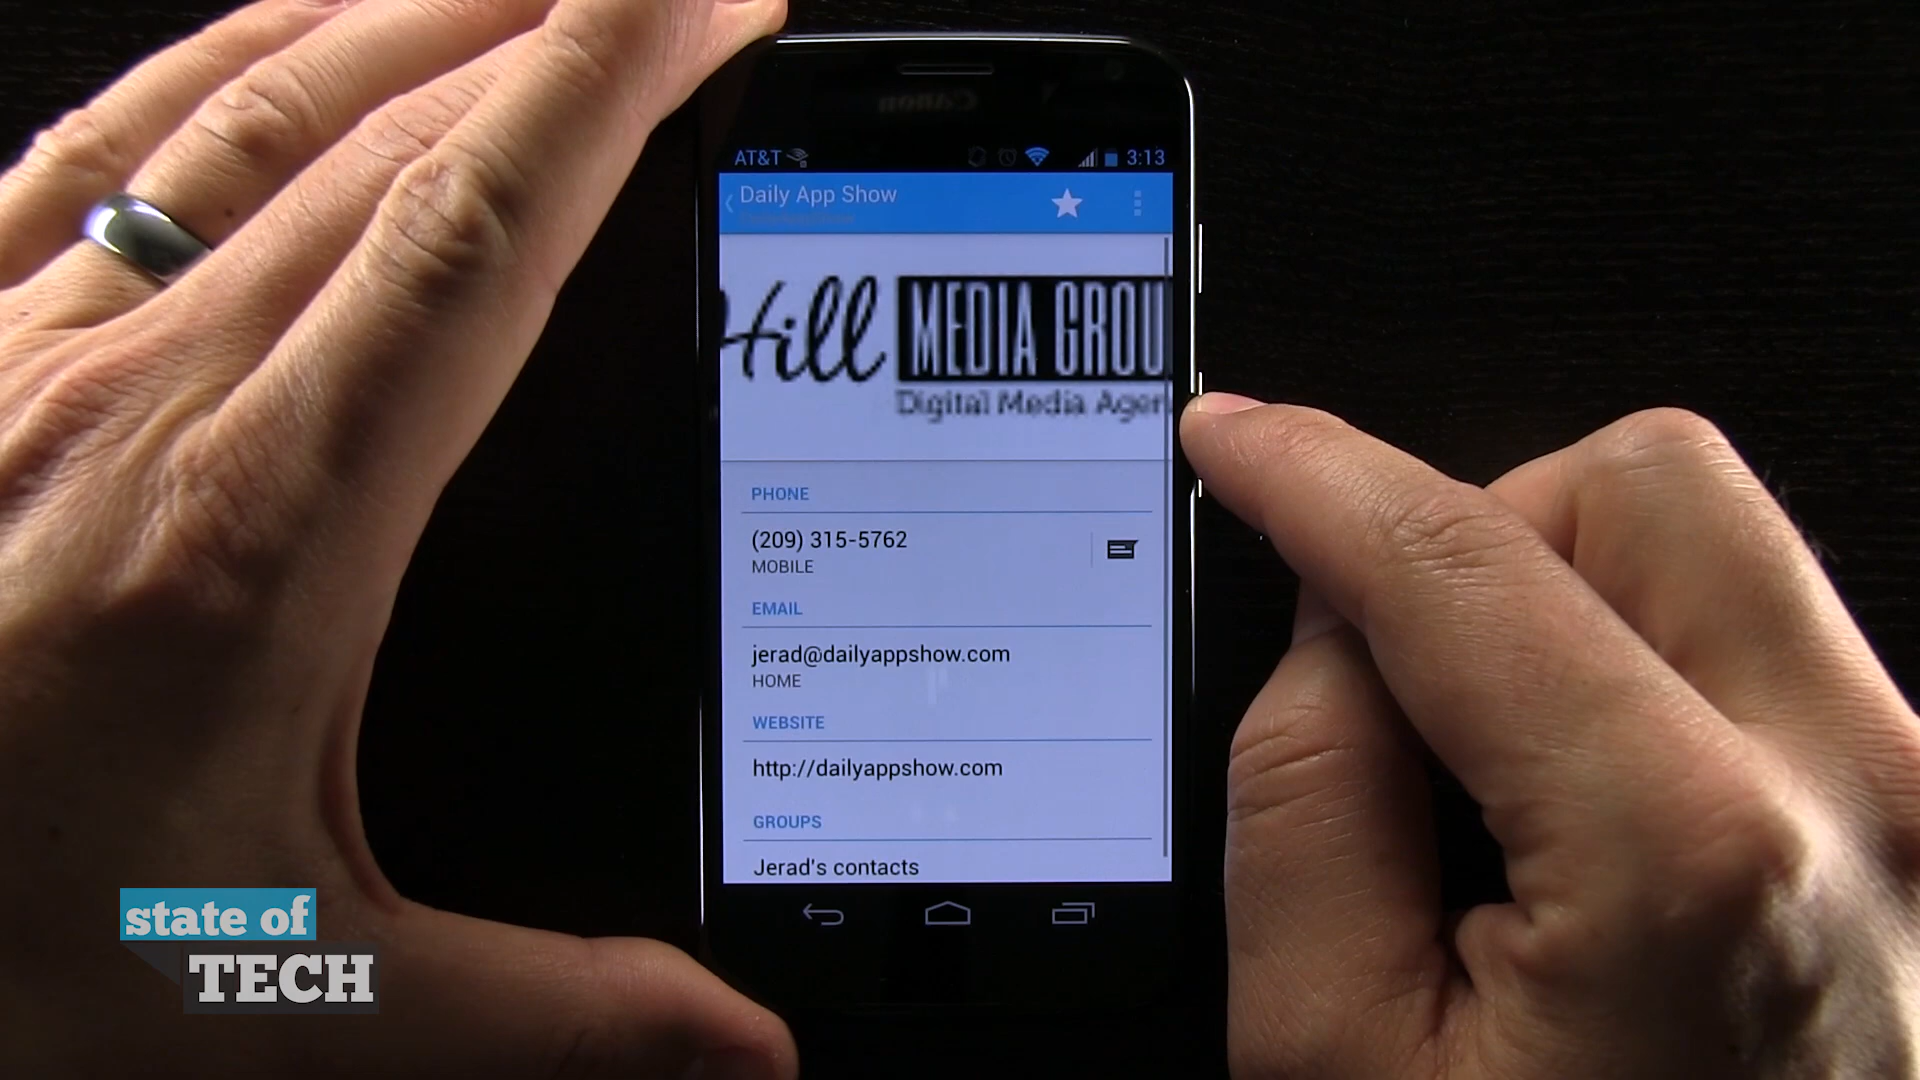 Canon
AT&T 3:13
Daily App Show
Hill MEDIA GROU
Digital Media Agen
PHONE
(209) 315-5762
MOBILE
EMAIL
jerad@dailyappshow.com
HOME
WEBSITE
http://dailyappshow.com
GROUPS
Jerad's contacts
state of
TECH